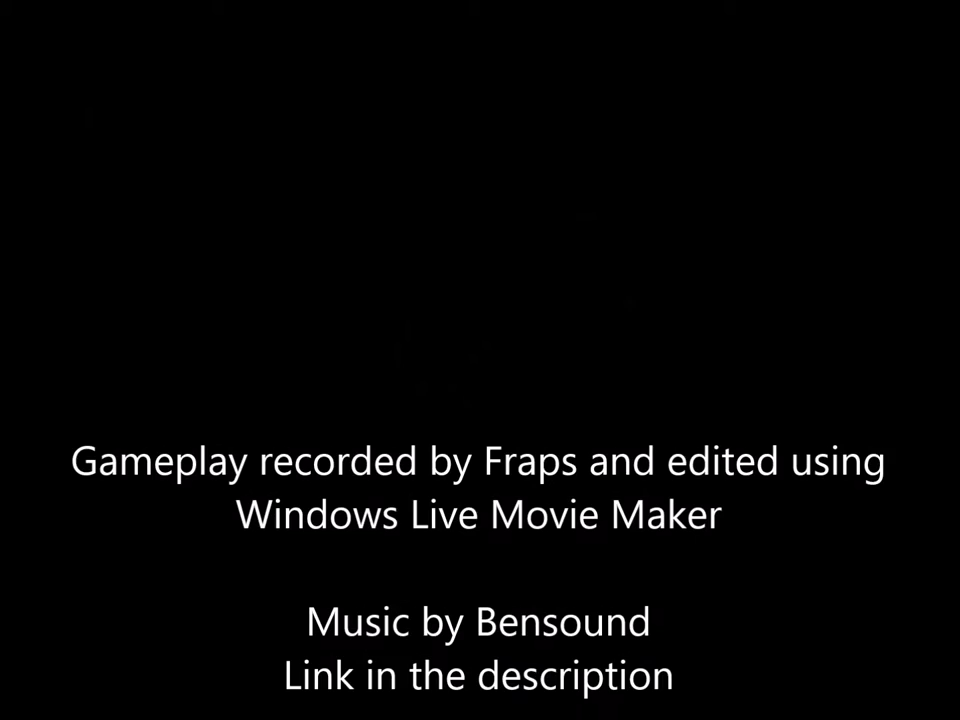 Gameplay recorded by Fraps and edited using
Windows Live Movie Maker
Music by Bensound
Link in the description